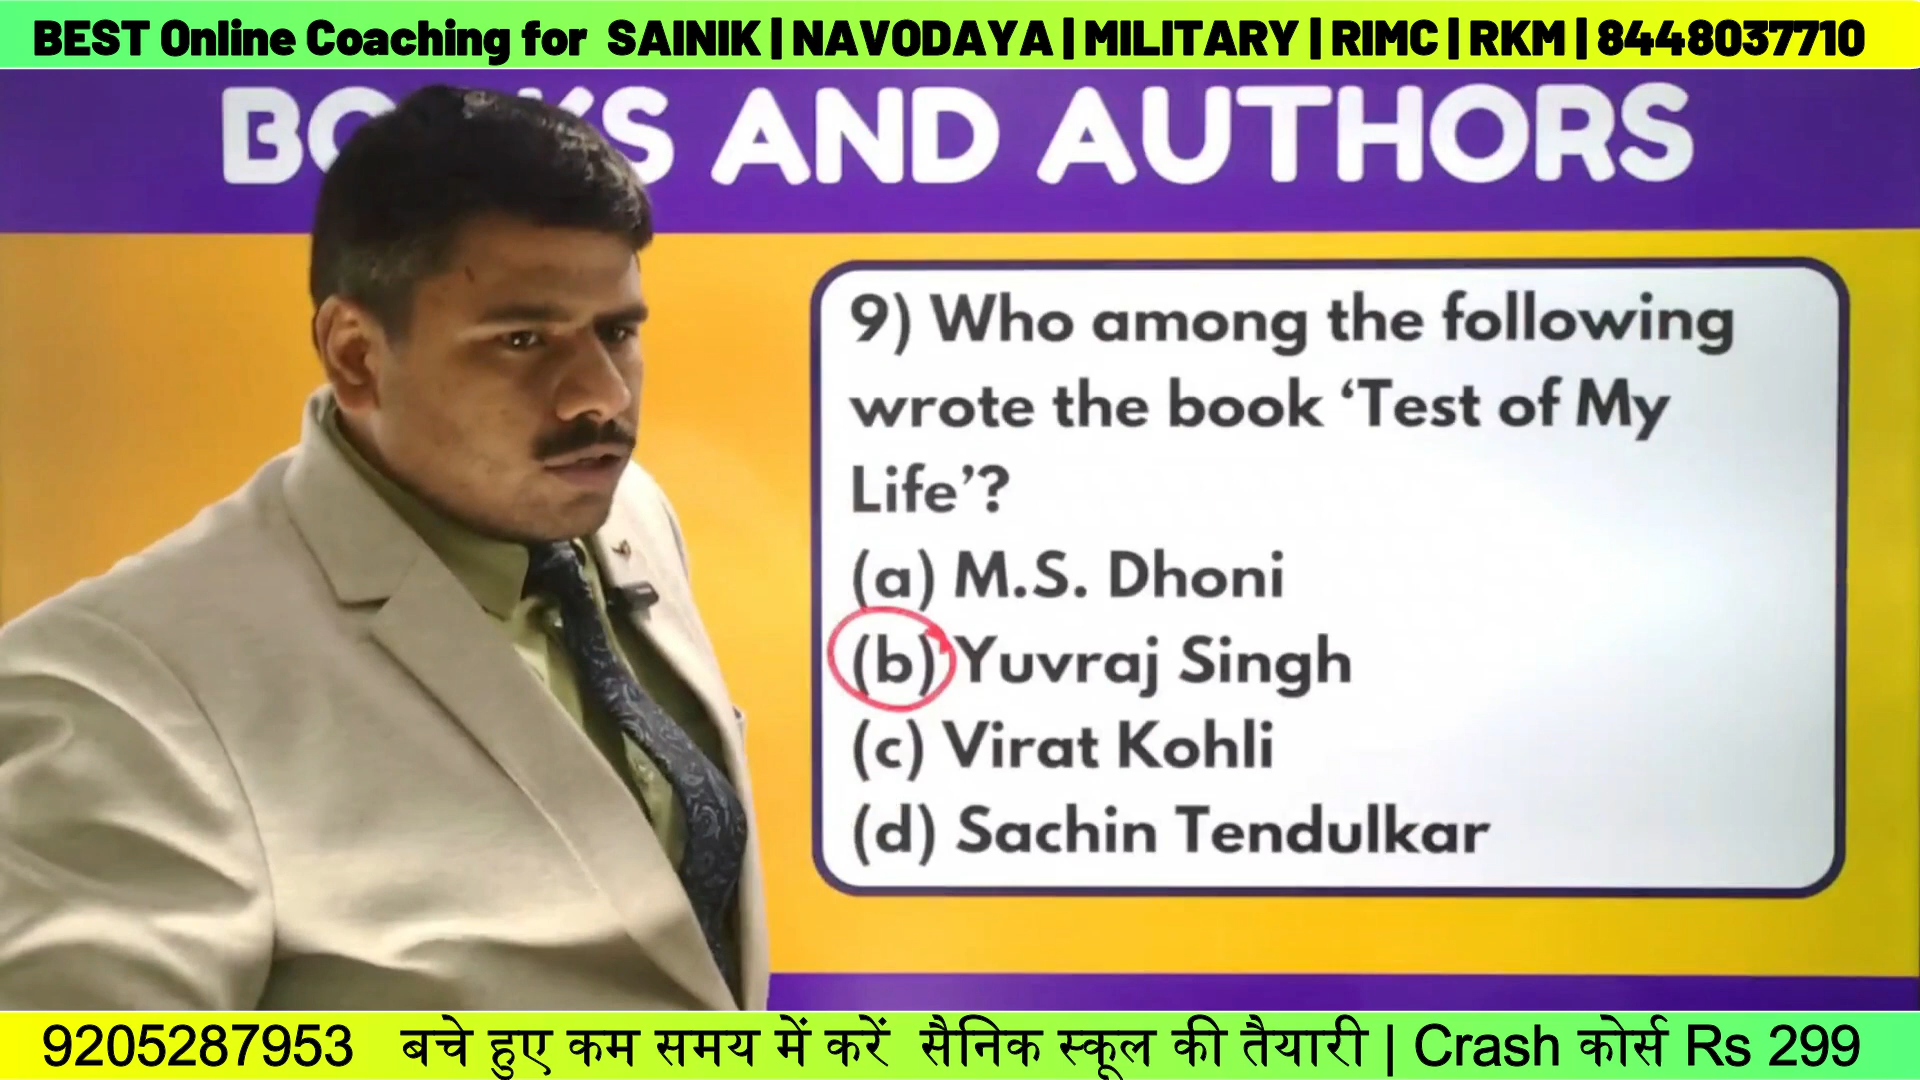 BEST Online Coaching for SAINIK | NAVODAYA | MILITARY | RIMC | RKM | 8448037710
BOOKS AND AUTHORS
9) Who among the following
wrote the book ‘Test of My
Life’?
(a) M.S. Dhoni
(b) Yuvraj Singh
(c) Virat Kohli
(d) Sachin Tendulkar
9205287953 बचे हुए कम समय में करें सैनिक स्कूल की तैयारी | Crash कोर्स Rs 299